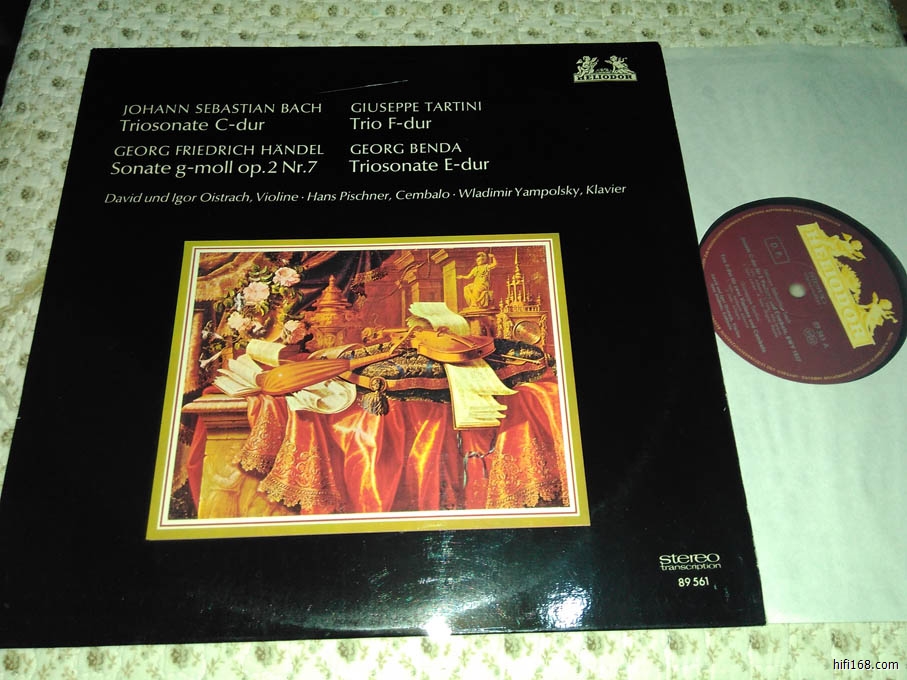 HELIODOR
JOHANN SEBASTIAN BACH
Triosonate C-dur
GIUSEPPE TARTINI
Trio F-dur
GEORG FRIEDRICH HÄNDEL
Sonate g-moll op.2 Nr.7
GEORG BENDA
Triosonate E-dur
David und Igor Oistrach, Violine · Hans Pischner, Cembalo · Wladimir Yampolsky, Klavier
stereo
transcription
89 561
HELIODOR
hifi168.com